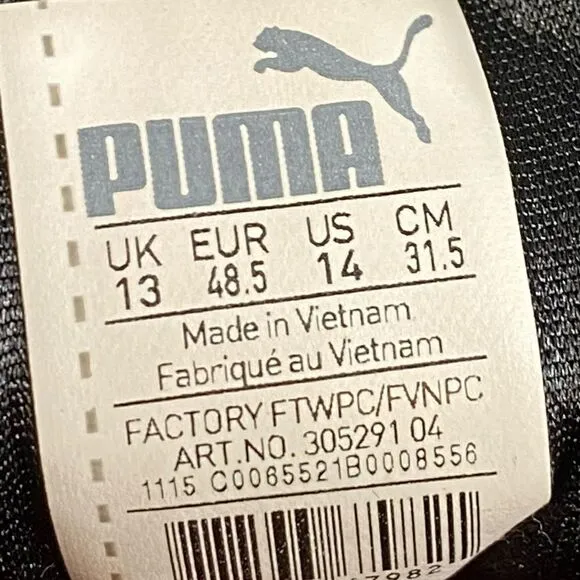 PUMA
UK EUR US CM
13 48.5 14 31.5
Made in Vietnam
Fabriqué au Vietnam
FACTORY FTWPC/FVNPC
ART.NO. 305291 04
1115 C0065521B0008556